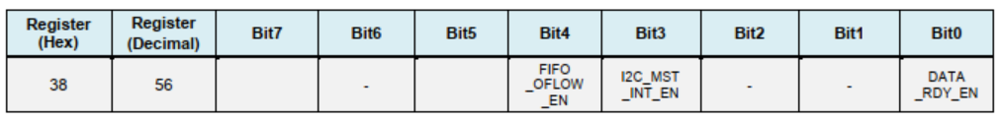 Register (Hex) Register (Decimal) Bit7 Bit6 Bit5 Bit4 Bit3 Bit2 Bit1 Bit0
38 56 - FIFO _OFLOW _EN I2C_MST _INT_EN - - DATA _RDY_EN